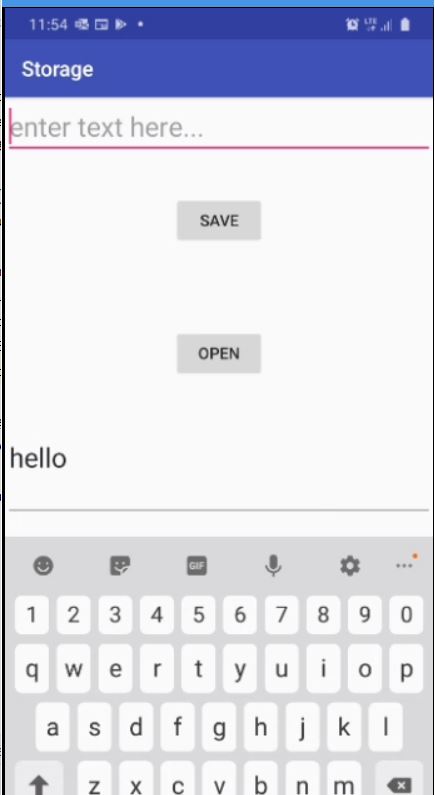 11:54 LTE
Storage
enter text here...
SAVE
OPEN
hello
GIF
1 2 3 4 5 6 7 8 9 0
q w e r t y u i o p
a s d f g h j k l
z x c v b n m